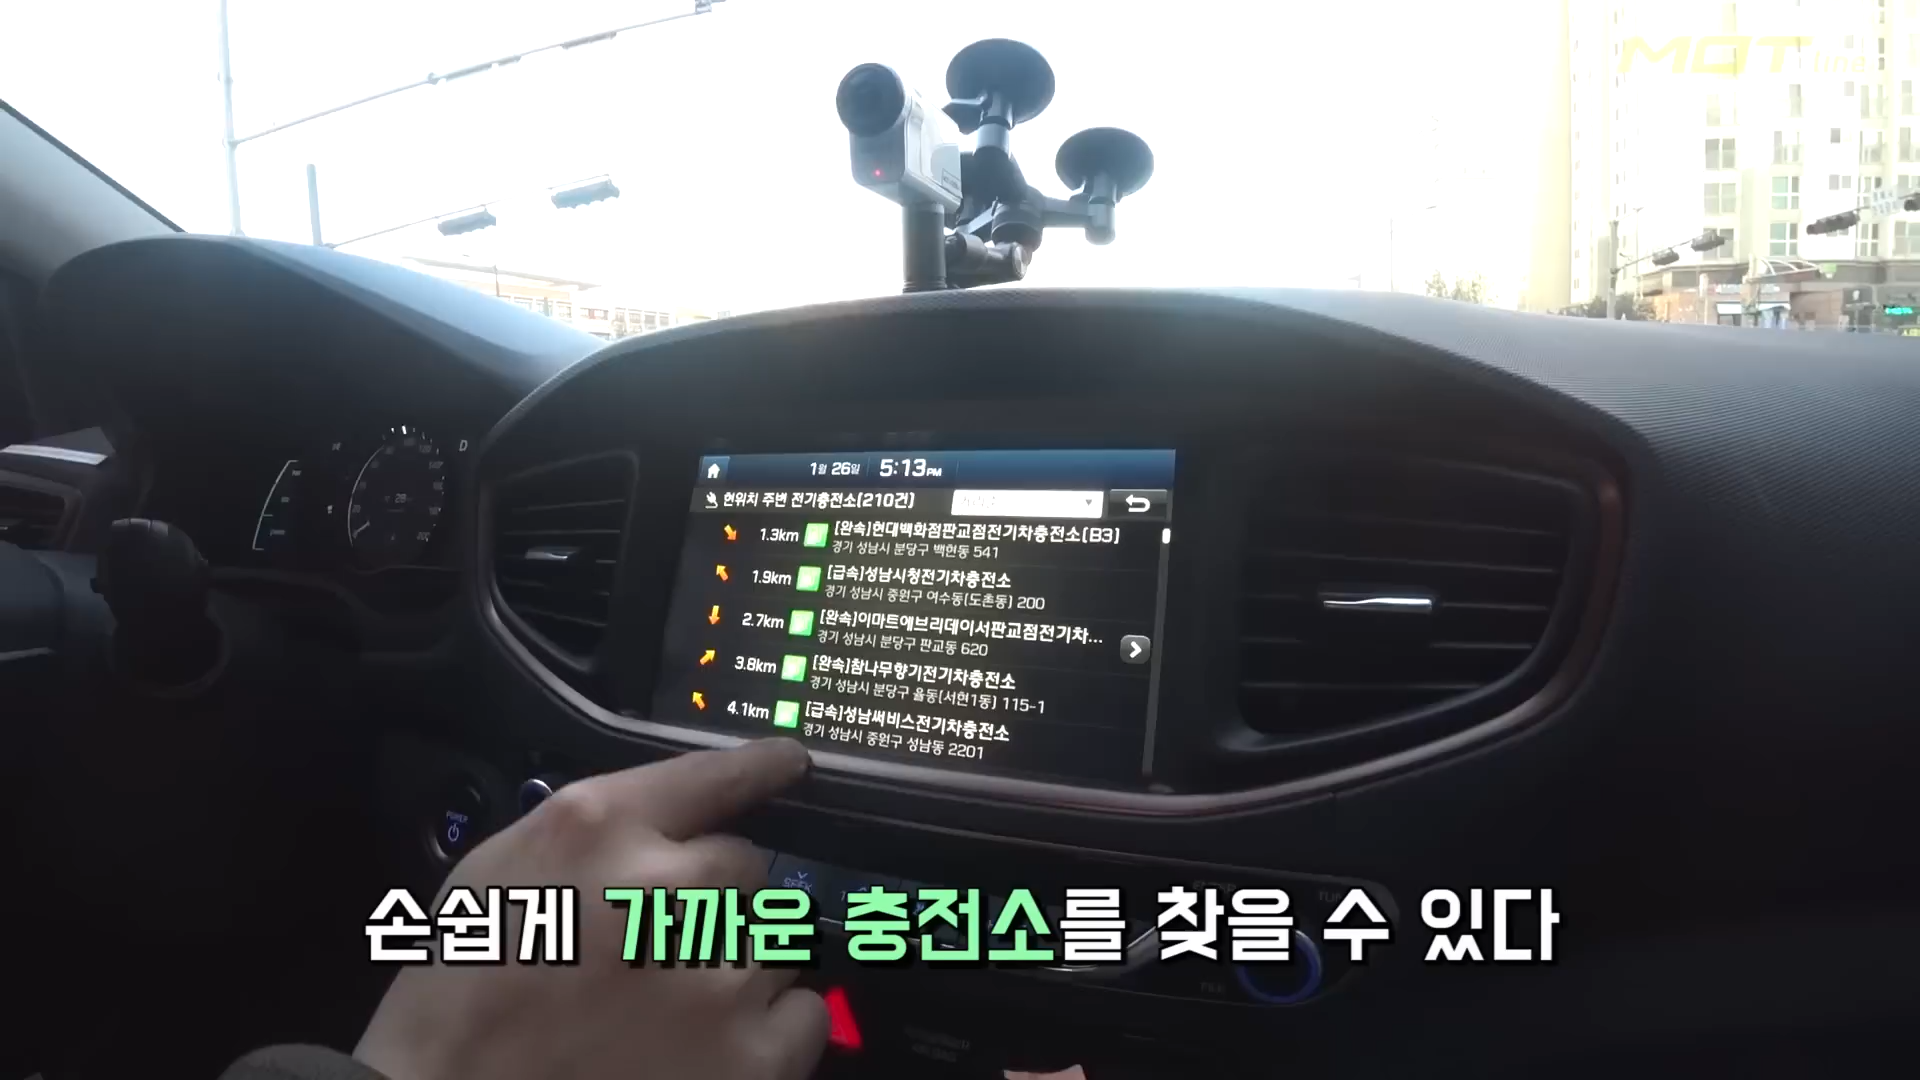 MOTline
1월 26일 5:13PM
현위치 주변 전기충전소(210건)
1.3km [완속]현대백화점판교점전기차충전소(B3)
경기 성남시 분당구 백현동 541
1.9km [급속]성남시청전기차충전소
경기 성남시 중원구 여수동(도촌동) 200
2.7km [완속]이마트에브리데이서판교점전기차...
경기 성남시 분당구 판교동 620
3.8km [완속]참나무향기전기차충전소
경기 성남시 분당구 율동(서현1동) 115-1
4.1km [급속]성남써비스전기차충전소
경기 성남시 중원구 성남동 2201
D
POWER
SEEK
손쉽게 가까운 충전소를 찾을 수 있다